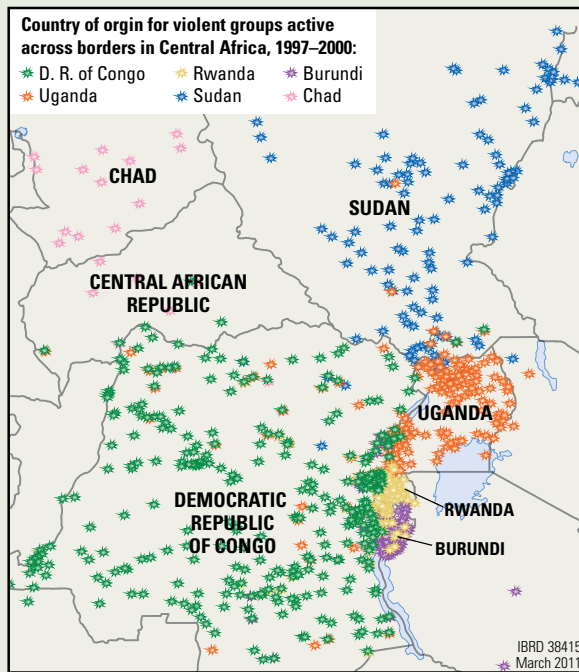 Country of orgin for violent groups active
across borders in Central Africa, 1997–2000:
D. R. of Congo Rwanda Burundi
Uganda Sudan Chad
CHAD
SUDAN
CENTRAL AFRICAN
REPUBLIC
UGANDA
DEMOCRATIC
REPUBLIC
OF CONGO
RWANDA
BURUNDI
IBRD 38415
March 2011